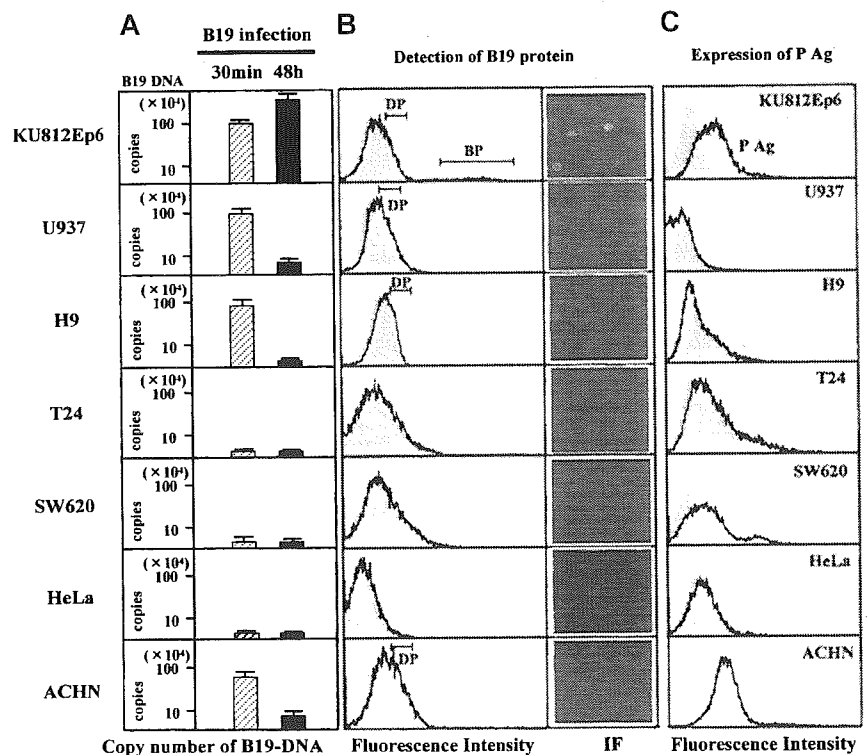 A
B
C
B19 infection
Detection of B19 protein
Expression of P Ag
B19 DNA
30min
48h
KU812Ep6
(×10⁴)
100
10
copies
DP
BP
KU812Ep6
P Ag
U937
(×10⁴)
100
10
copies
DP
U937
H9
(×10⁴)
100
10
copies
DP
H9
T24
(×10⁴)
100
10
copies
T24
SW620
(×10⁴)
100
10
copies
SW620
HeLa
(×10⁴)
100
10
copies
HeLa
ACHN
(×10⁴)
100
10
copies
DP
ACHN
Copy number of B19-DNA
Fluorescence Intensity
IF
Fluorescence Intensity